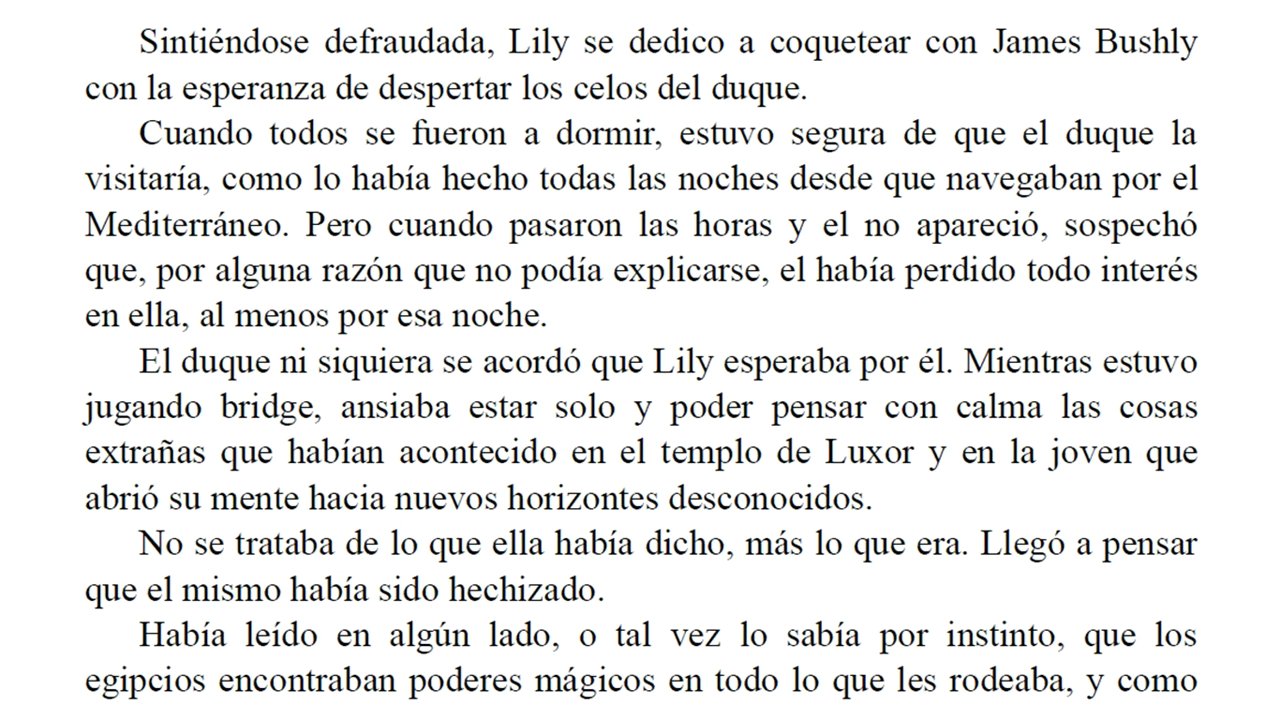 Sintiéndose defraudada, Lily se dedico a coquetear con James Bushly
con la esperanza de despertar los celos del duque.
Cuando todos se fueron a dormir, estuvo segura de que el duque la
visitaría, como lo había hecho todas las noches desde que navegaban por el
Mediterráneo. Pero cuando pasaron las horas y el no apareció, sospechó
que, por alguna razón que no podía explicarse, el había perdido todo interés
en ella, al menos por esa noche.
El duque ni siquiera se acordó que Lily esperaba por él. Mientras estuvo
jugando bridge, ansiaba estar solo y poder pensar con calma las cosas
extrañas que habían acontecido en el templo de Luxor y en la joven que
abrió su mente hacia nuevos horizontes desconocidos.
No se trataba de lo que ella había dicho, más lo que era. Llegó a pensar
que el mismo había sido hechizado.
Había leído en algún lado, o tal vez lo sabía por instinto, que los
egipcios encontraban poderes mágicos en todo lo que les rodeaba, y como